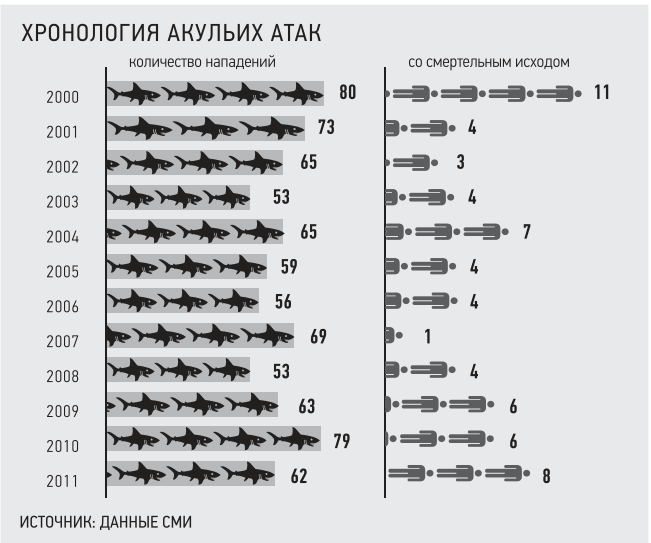 ХРОНОЛОГИЯ АКУЛЬИХ АТАК
количество нападений со смертельным исходом
2000 80 11
2001 73 4
2002 65 3
2003 53 4
2004 65 7
2005 59 4
2006 56 4
2007 69 1
2008 53 4
2009 63 6
2010 79 6
2011 62 8
ИСТОЧНИК: ДАННЫЕ СМИ